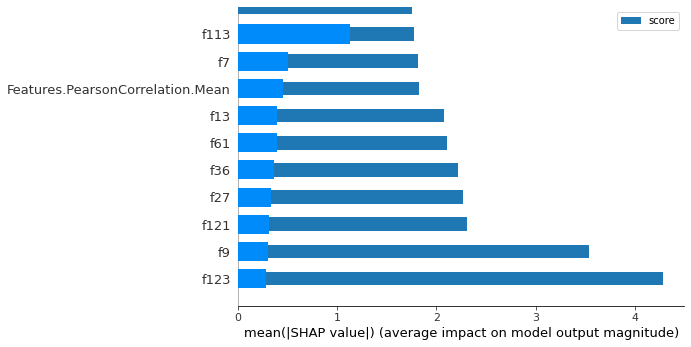 score
f113
f7
Features.PearsonCorrelation.Mean
f13
f61
f36
f27
f121
f9
f123
0 1 2 3 4
mean(|SHAP value|) (average impact on model output magnitude)